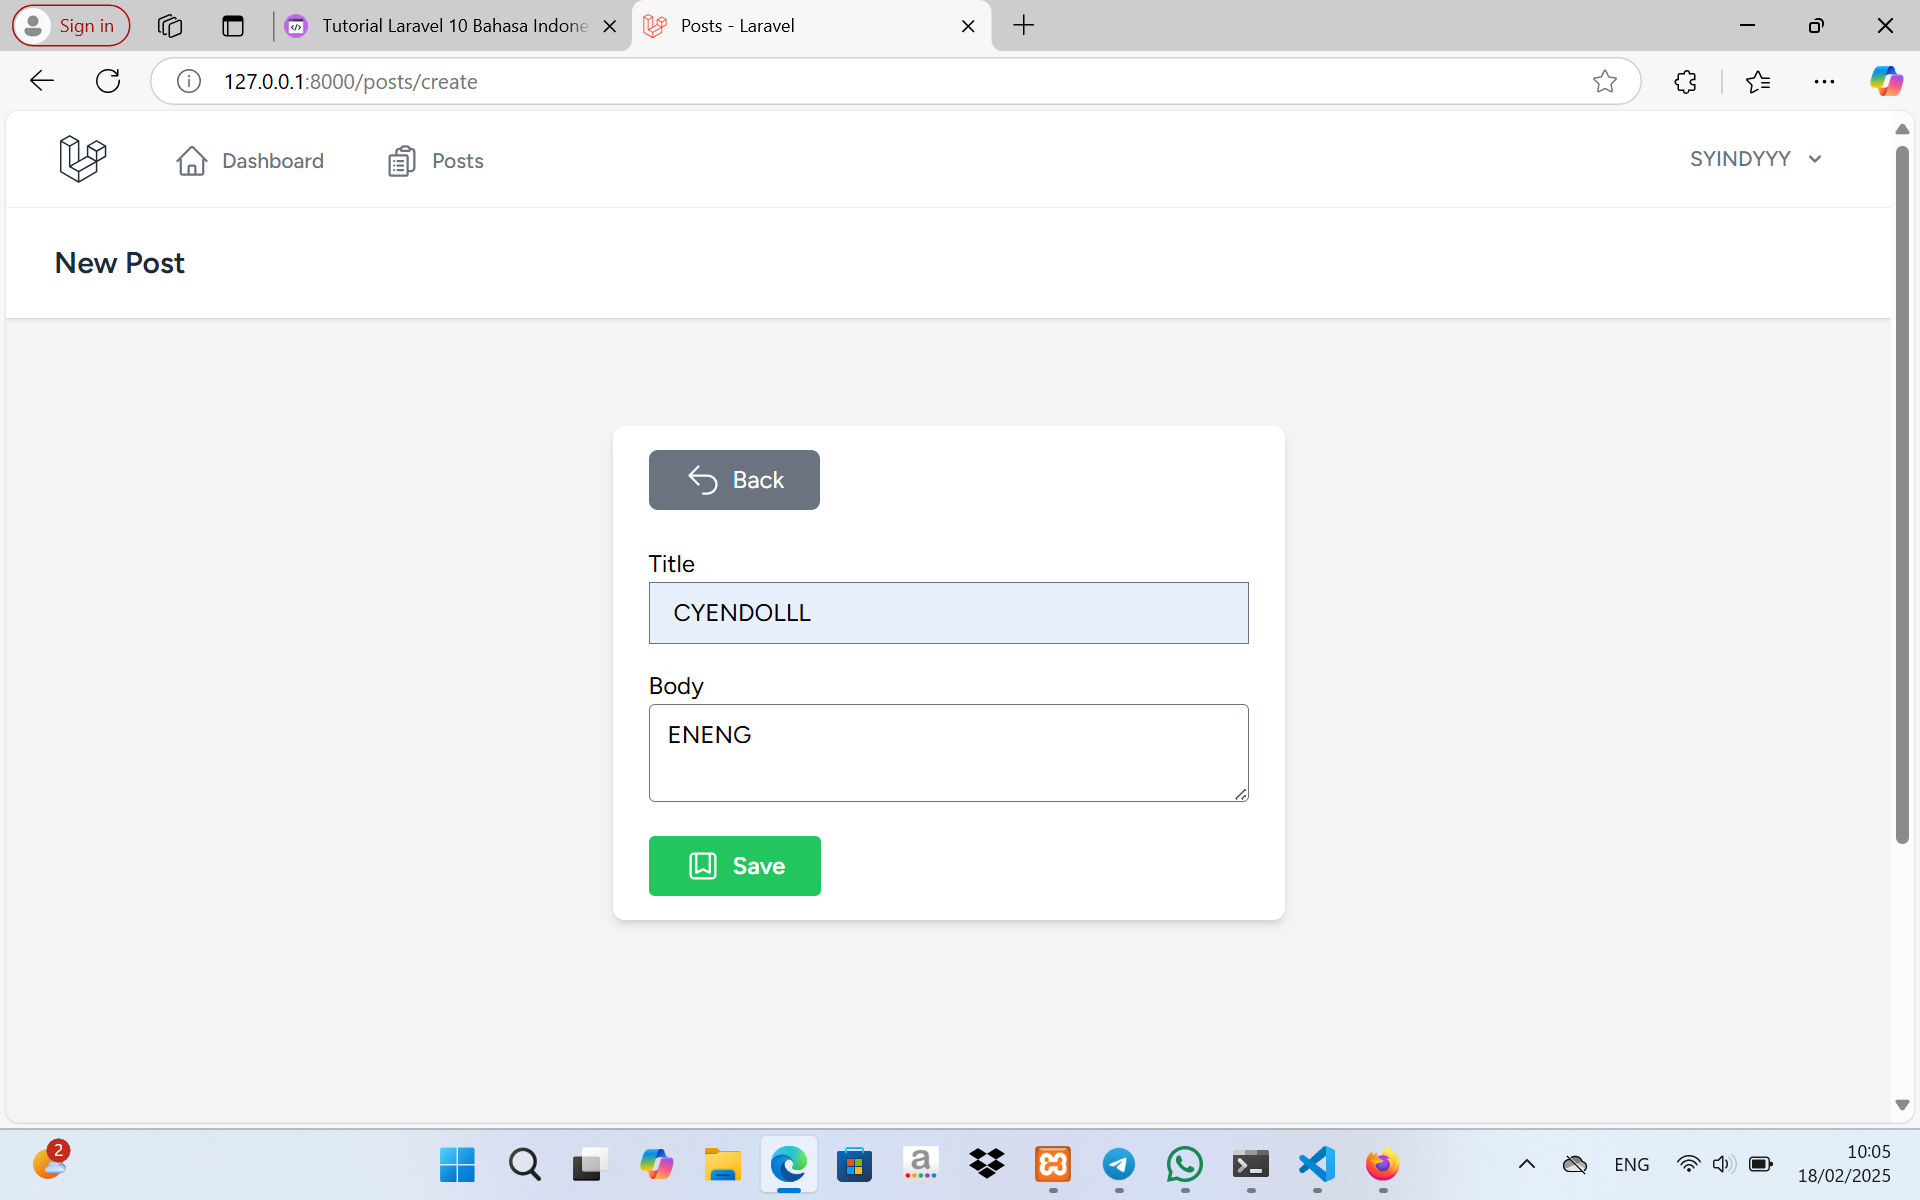 Sign in
Tutorial Laravel 10 Bahasa Indone
Posts - Laravel
127.0.0.1:8000/posts/create
Dashboard
Posts
SYINDYYY
New Post
Back
Title
CYENDOLLL
Body
ENENG
Save
2
a
ENG
10:05
18/02/2025